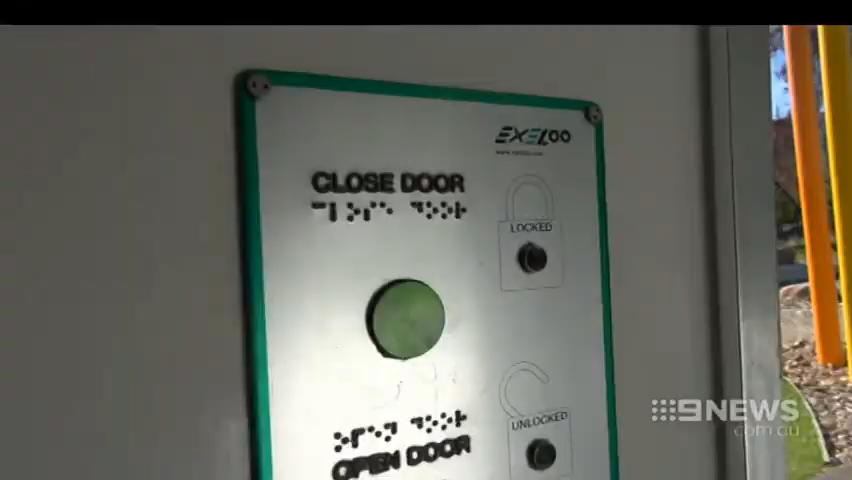 EXELOO
CLOSE DOOR
LOCKED
UNLOCKED
OPEN DOOR
9NEWS
com.au